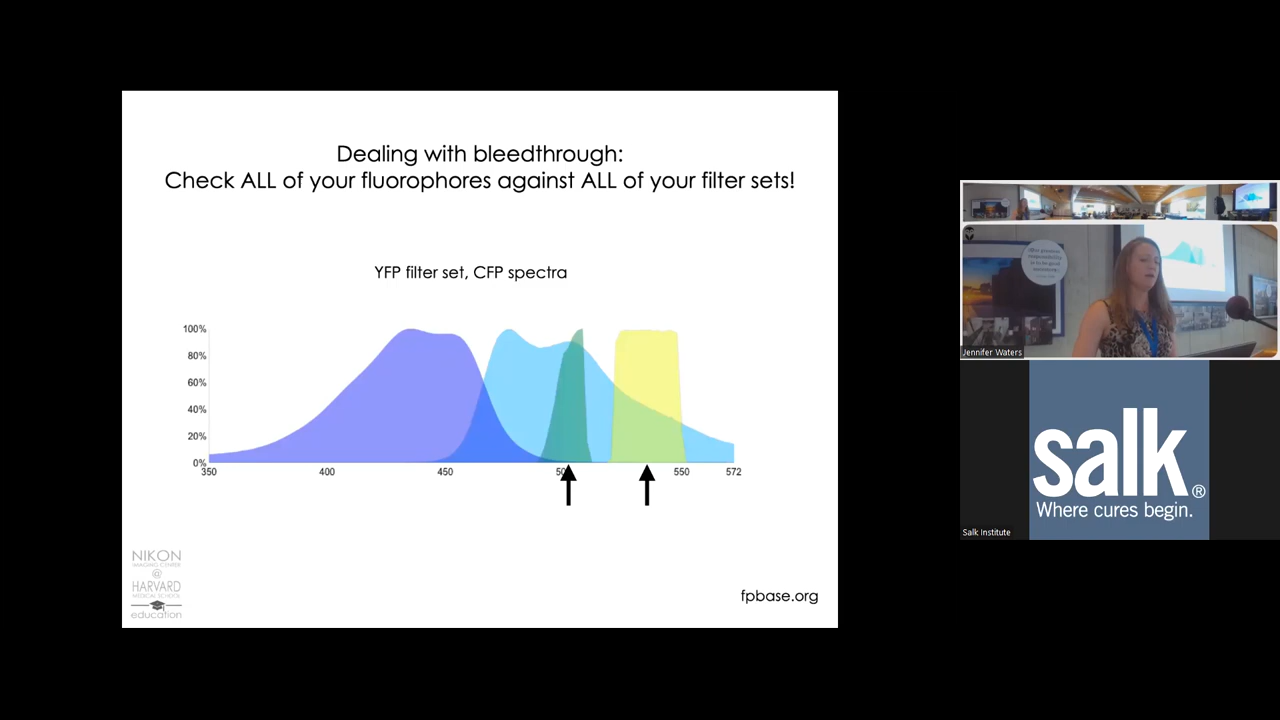 Dealing with bleedthrough:
Check ALL of your fluorophores against ALL of your filter sets!
YFP filter set, CFP spectra
100%
80%
60%
40%
20%
0%
350
400
450
550
572
NIKON
IMAGING CENTER
@
HARVARD
MEDICAL SCHOOL
education
fpbase.org
Jennifer Waters
salk®
Where cures begin.
Salk Institute